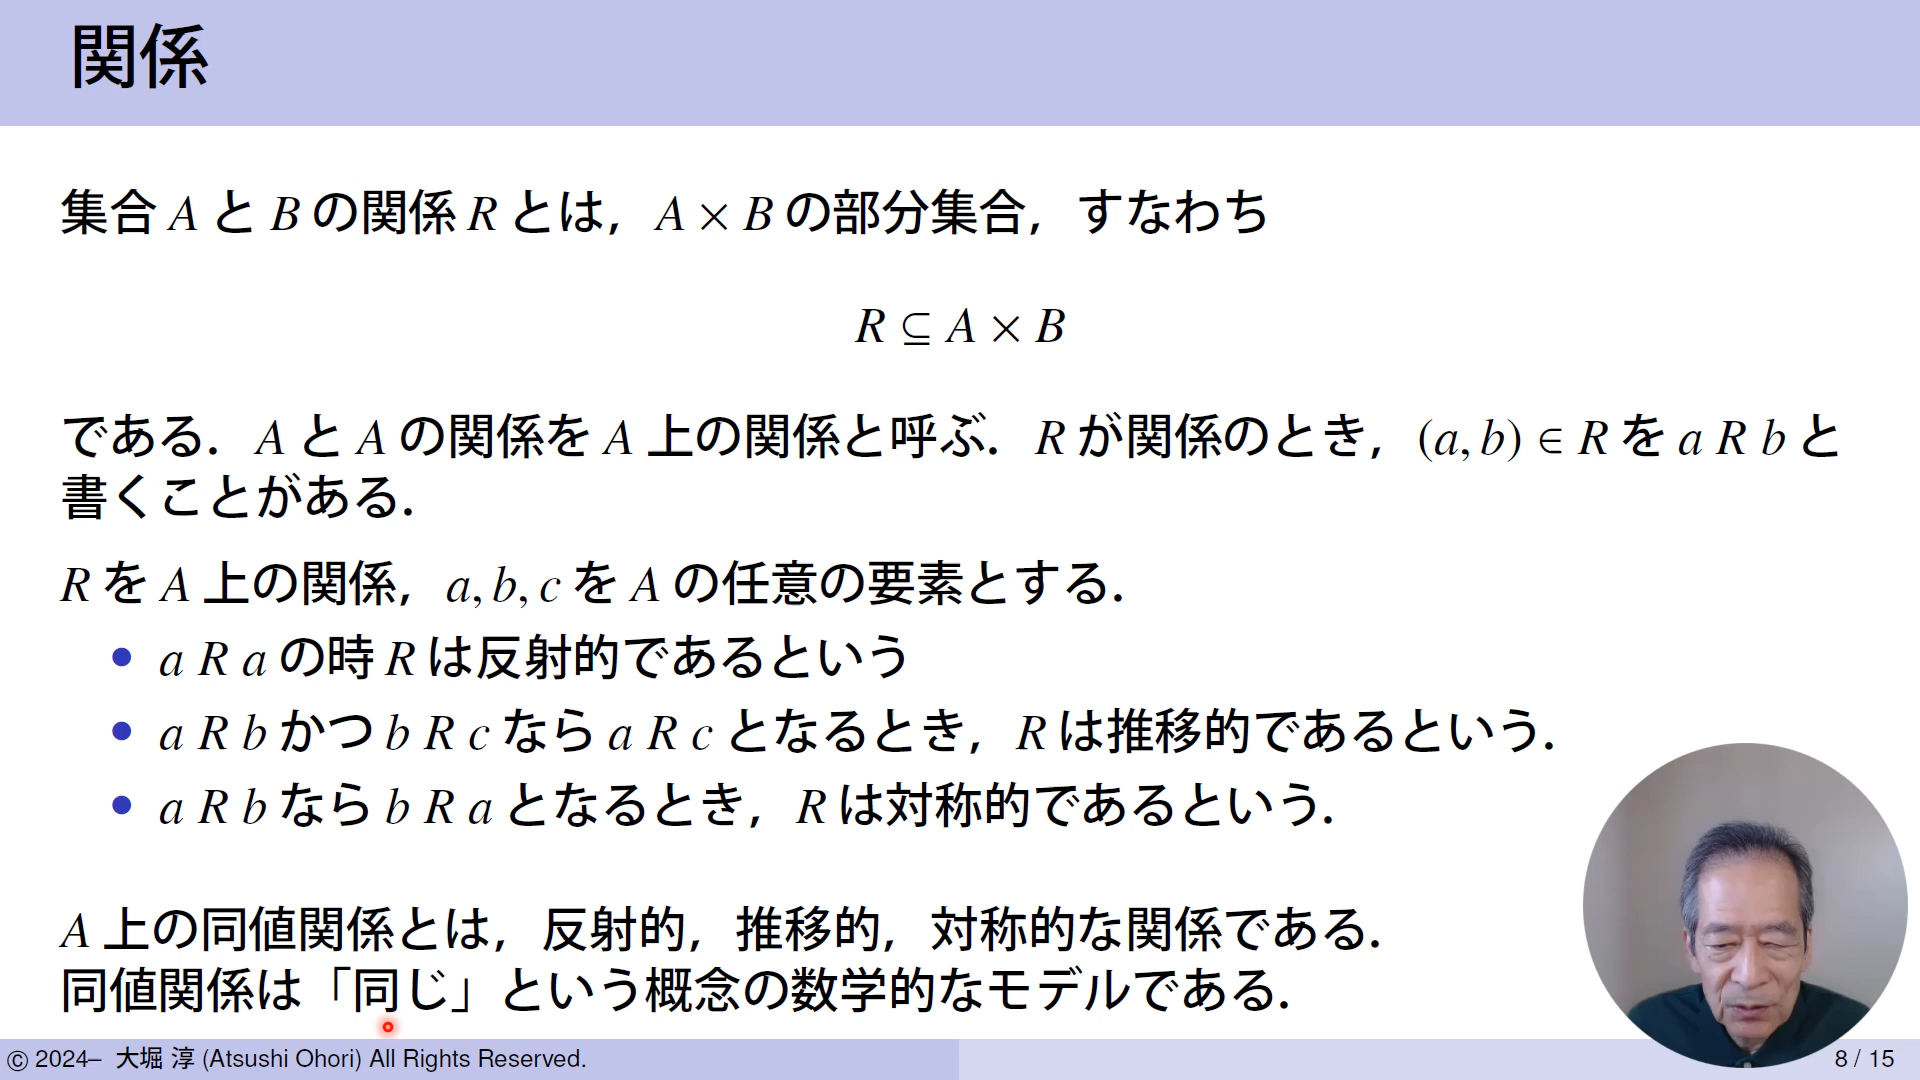 関係
集合 A と B の関係 R とは，A × B の部分集合，すなわち
R ⊆ A × B
である．A と A の関係を A 上の関係と呼ぶ．R が関係のとき，(a, b) ∈ R を a R b と
書くことがある．
R を A 上の関係，a, b, c を A の任意の要素とする．
• a R a の時 R は反射的であるという
• a R b かつ b R c なら a R c となるとき，R は推移的であるという．
• a R b なら b R a となるとき，R は対称的であるという．
A 上の同値関係とは，反射的，推移的，対称的な関係である．
同値関係は「同じ」という概念の数学的なモデルである．
© 2024– 大堀 淳 (Atsushi Ohori) All Rights Reserved.
8 / 15